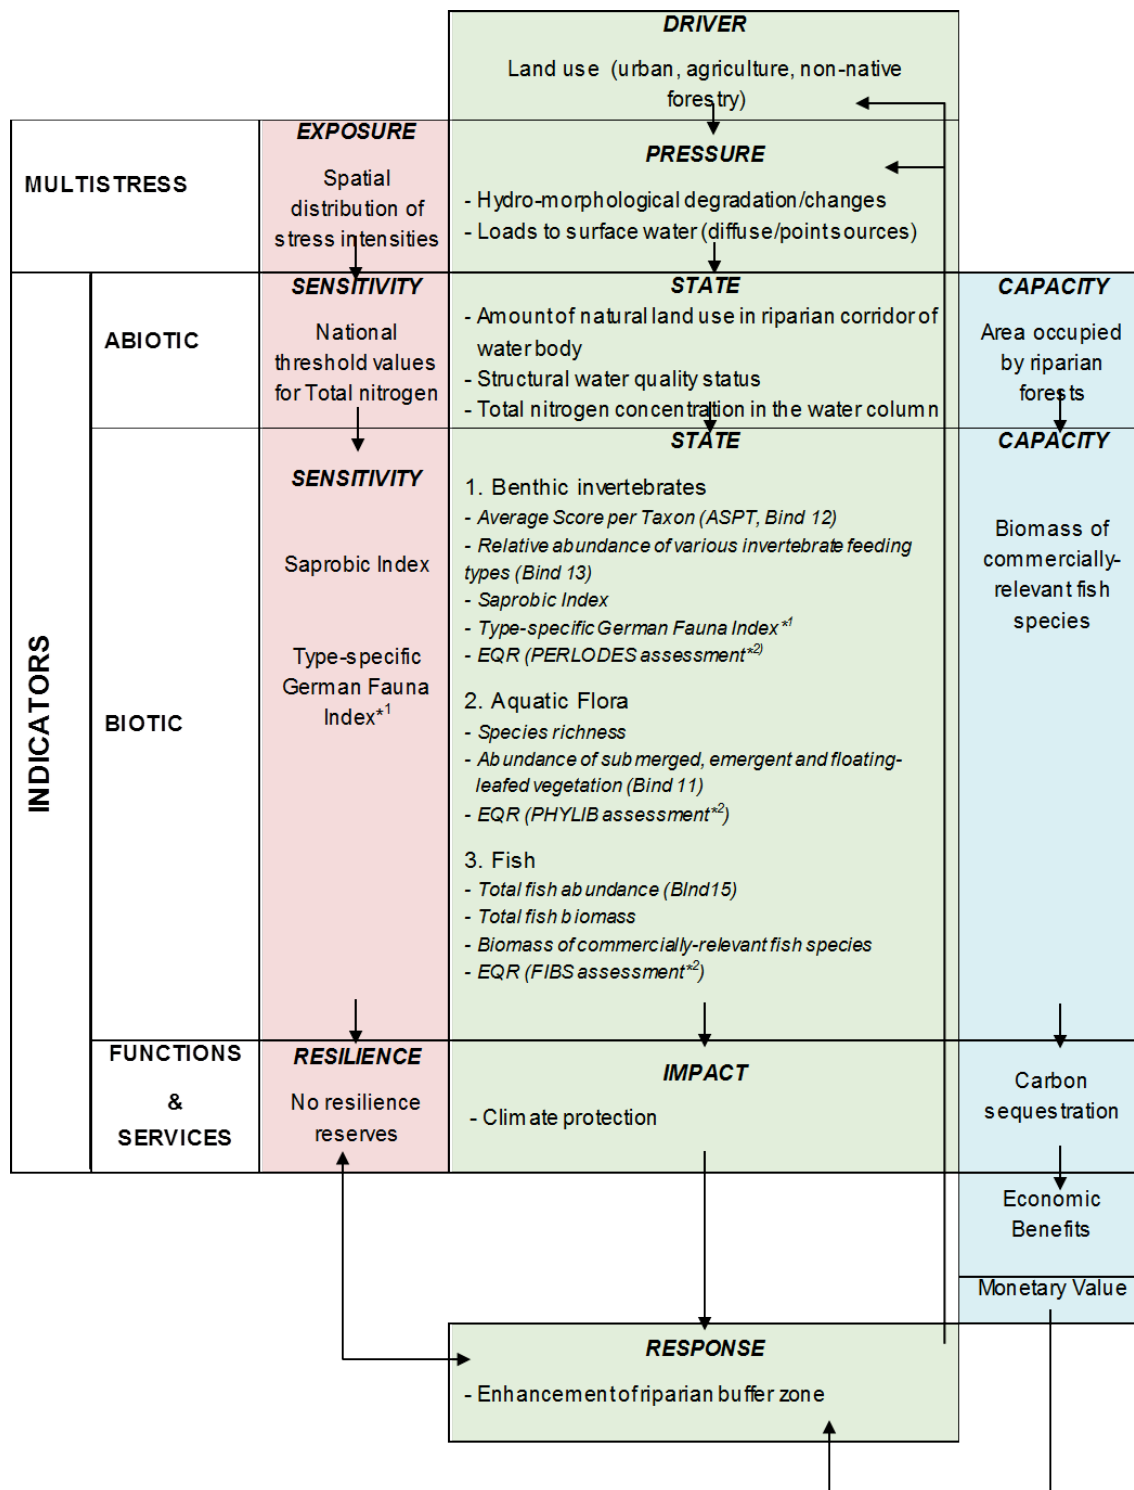 DRIVER
Land use (urban, agriculture, non-native
forestry)
MULTISTRESS
EXPOSURE
Spatial
distribution of
stress intensities
PRESSURE
- Hydro-morphological degradation/changes
- Loads to surface water (diffuse/point sources)
INDICATORS
ABIOTIC
SENSITIVITY
National
threshold values
for Total nitrogen
STATE
- Amount of natural land use in riparian corridor of
water body
- Structural water quality status
- Total nitrogen concentration in the water column
CAPACITY
Area occupied
by riparian
forests
BIOTIC
SENSITIVITY
Saprobic Index
Type-specific
German Fauna
Index*1
STATE
1. Benthic invertebrates
- Average Score per Taxon (ASPT, Bind 12)
- Relative abundance of various invertebrate feeding
types (Bind 13)
- Saprobic Index
- Type-specific German Fauna Index*1
- EQR (PERLODES assessment*2)
2. Aquatic Flora
- Species richness
- Abundance of submerged, emergent and floating-
leafed vegetation (Bind 11)
- EQR (PHYLIB assessment*2)
3. Fish
- Total fish abundance (BInd15)
- Total fish biomass
- Biomass of commercially-relevant fish species
- EQR (FIBS assessment*2)
CAPACITY
Biomass of
commercially-
relevant fish
species
FUNCTIONS
&
SERVICES
RESILIENCE
No resilience
reserves
IMPACT
- Climate protection
Carbon
sequestration
Economic
Benefits
Monetary Value
RESPONSE
- Enhancement of riparian buffer zone